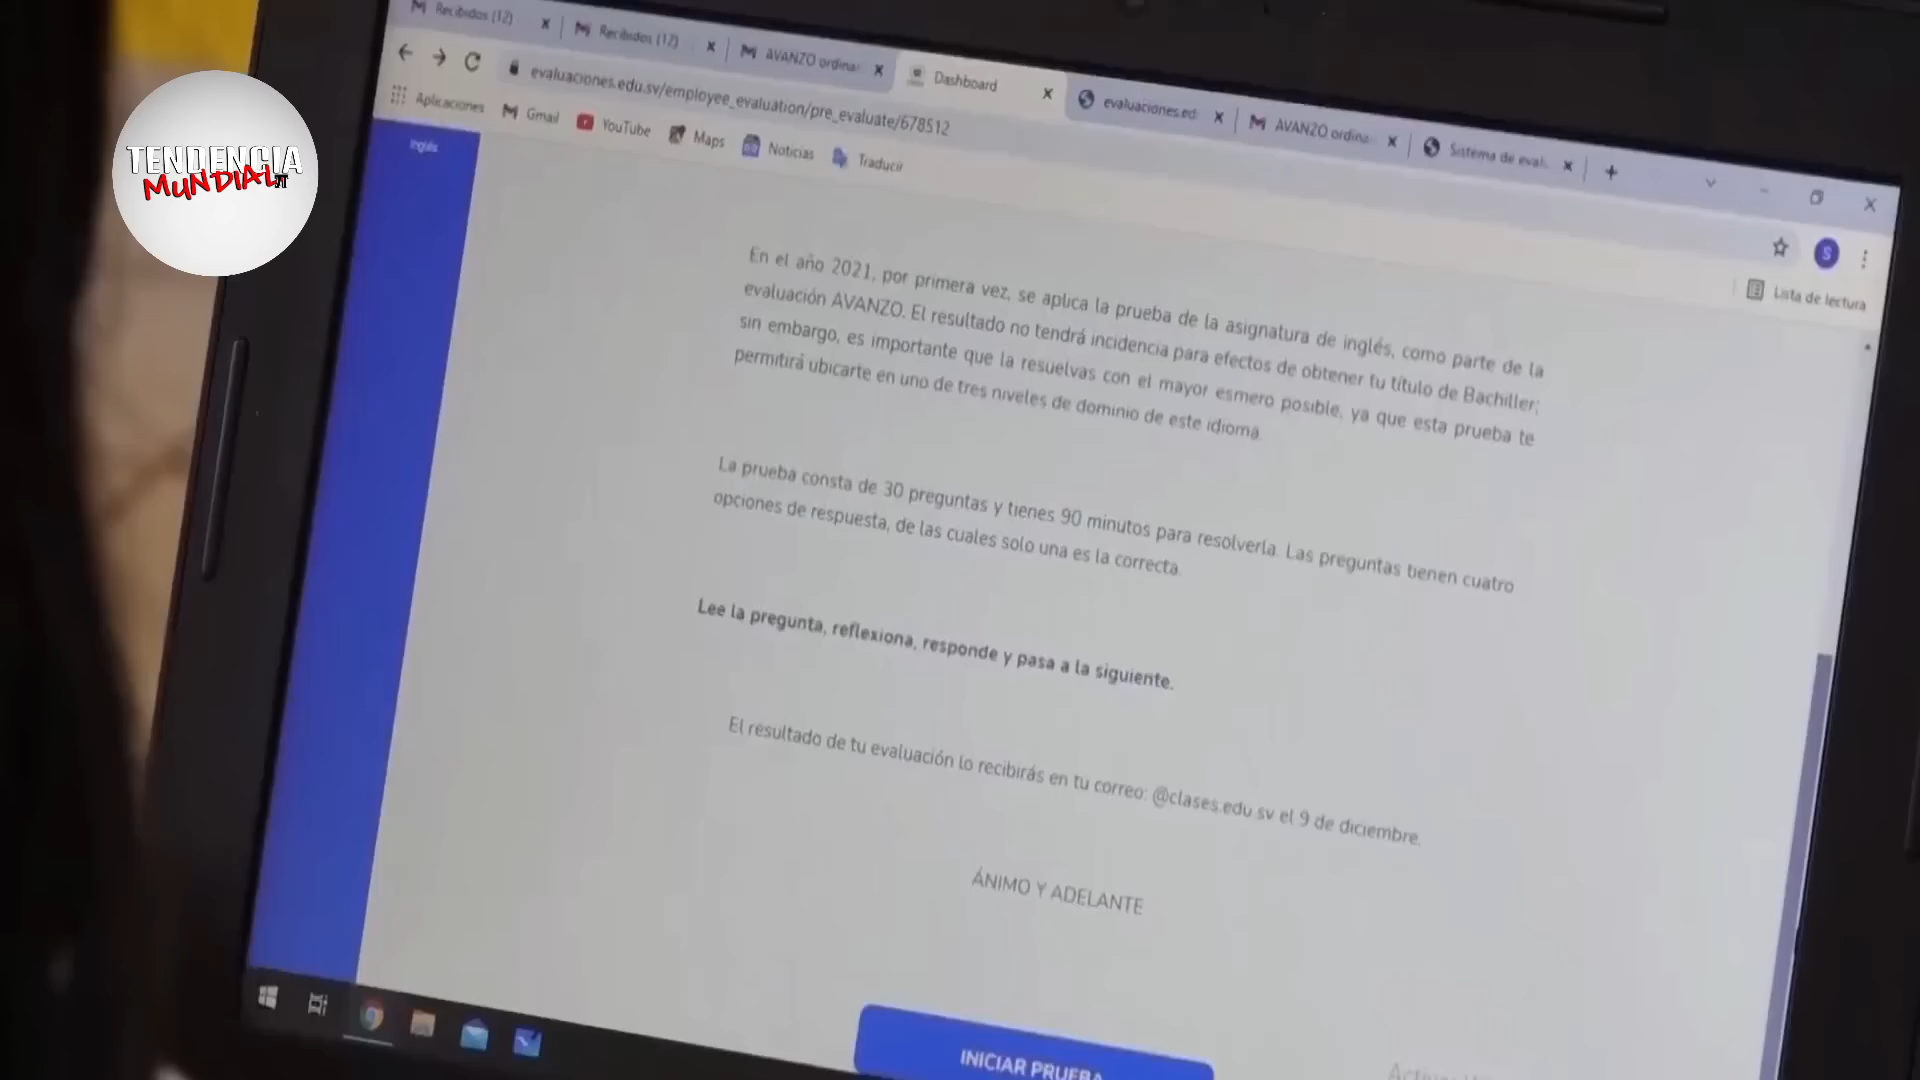 Recibidos (12)
Recibidos (12)
AVANZO ordinar
Dashboard
evaluaciones.ed
AVANZO ordina
Sistema de eval
evaluaciones.edu.sv/employee_evaluation/pre_evaluate/678512
S
Aplicaciones
Gmail
YouTube
Maps
Noticias
Traducir
Lista de lectura
Inglés
TENDENCIA
MUNDIAL
En el año 2021, por primera vez, se aplica la prueba de la asignatura de inglés, como parte de la
evaluación AVANZO. El resultado no tendrá incidencia para efectos de obtener tu título de Bachiller;
sin embargo, es importante que la resuelvas con el mayor esmero posible, ya que esta prueba te
permitirá ubicarte en uno de tres niveles de dominio de este idioma.
La prueba consta de 30 preguntas y tienes 90 minutos para resolverla. Las preguntas tienen cuatro
opciones de respuesta, de las cuales solo una es la correcta.
Lee la pregunta, reflexiona, responde y pasa a la siguiente.
El resultado de tu evaluación lo recibirás en tu correo: @clases.edu.sv el 9 de diciembre.
ÁNIMO Y ADELANTE
INICIAR PRUEBA